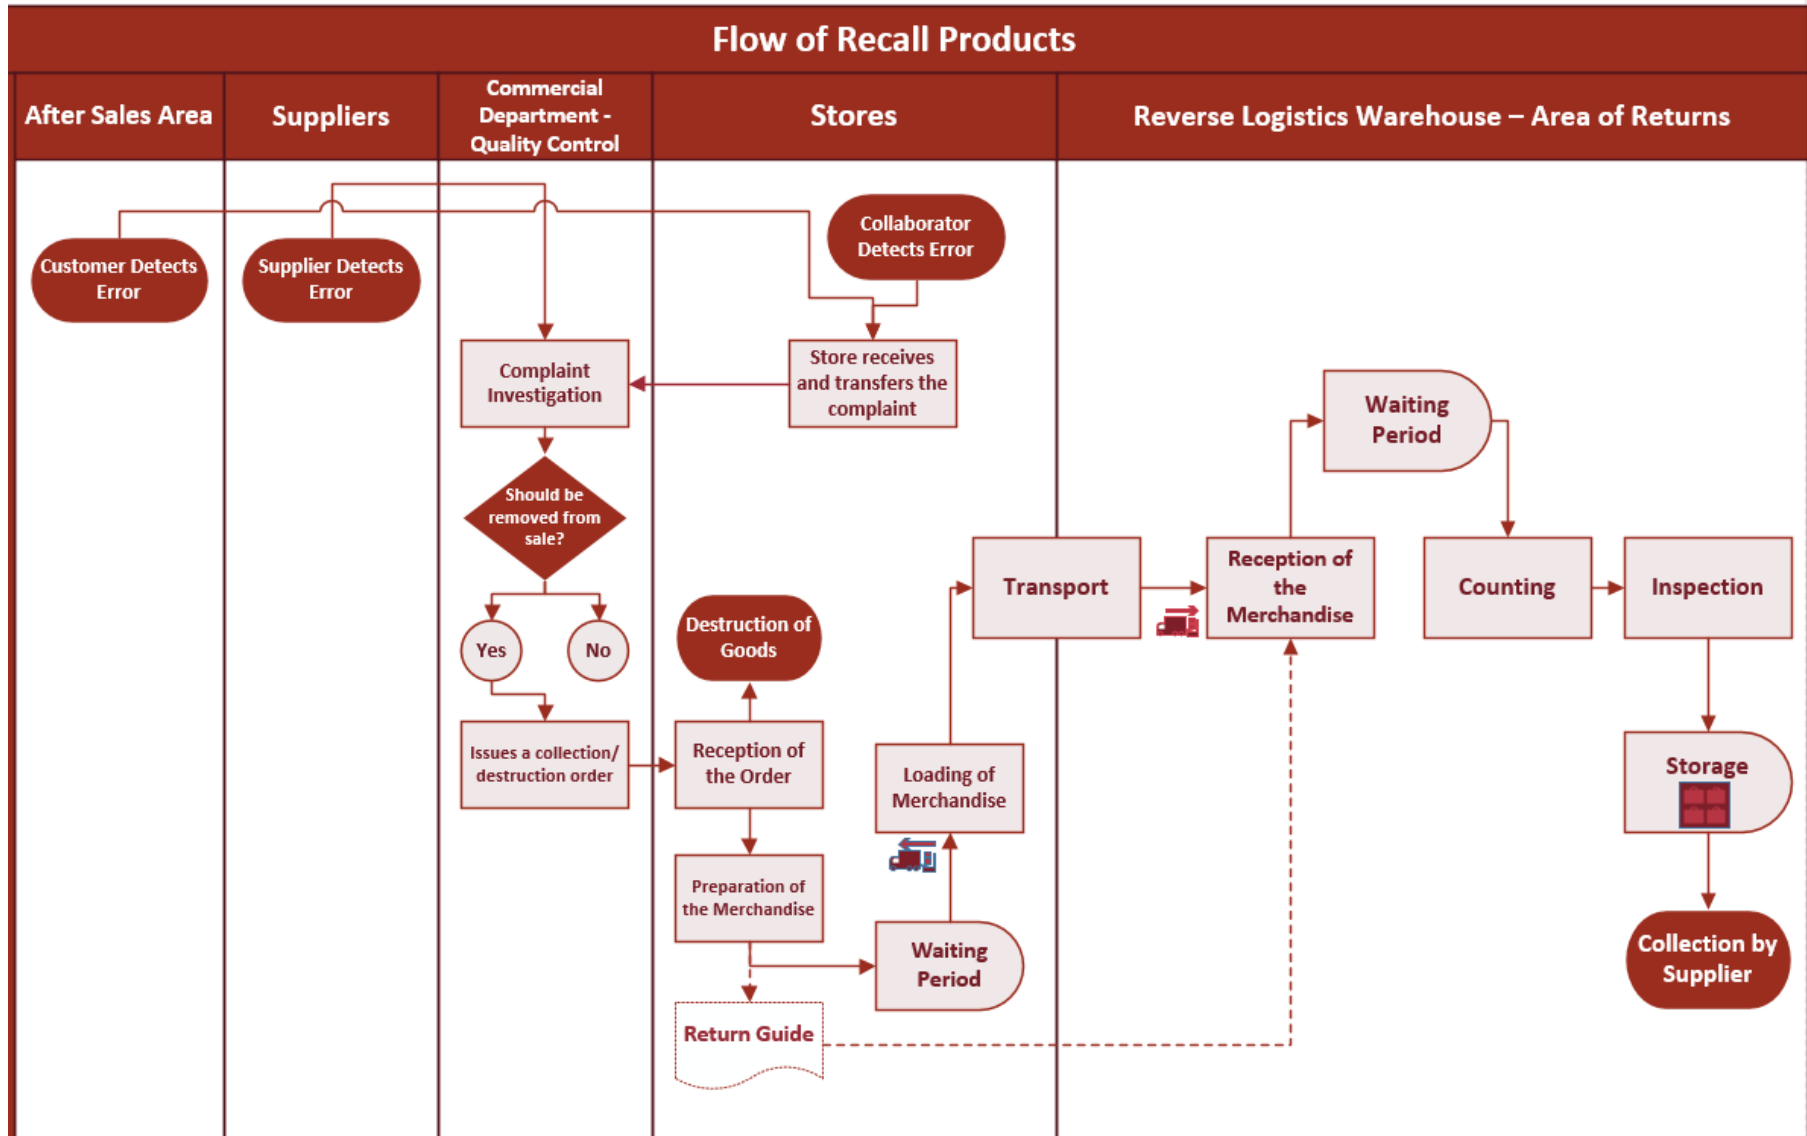 Flow of Recall Products
After Sales Area
Suppliers
Commercial
Department -
Quality Control
Stores
Reverse Logistics Warehouse – Area of Returns
Customer Detects
Error
Supplier Detects
Error
Collaborator
Detects Error
Complaint
Investigation
Store receives
and transfers the
complaint
Should be
removed from
sale?
Yes
No
Issues a collection/
destruction order
Destruction of
Goods
Reception of
the Order
Preparation of
the Merchandise
Return Guide
Waiting
Period
Loading of
Merchandise
Transport
Reception of
the
Merchandise
Waiting
Period
Counting
Inspection
Storage
Collection by
Supplier